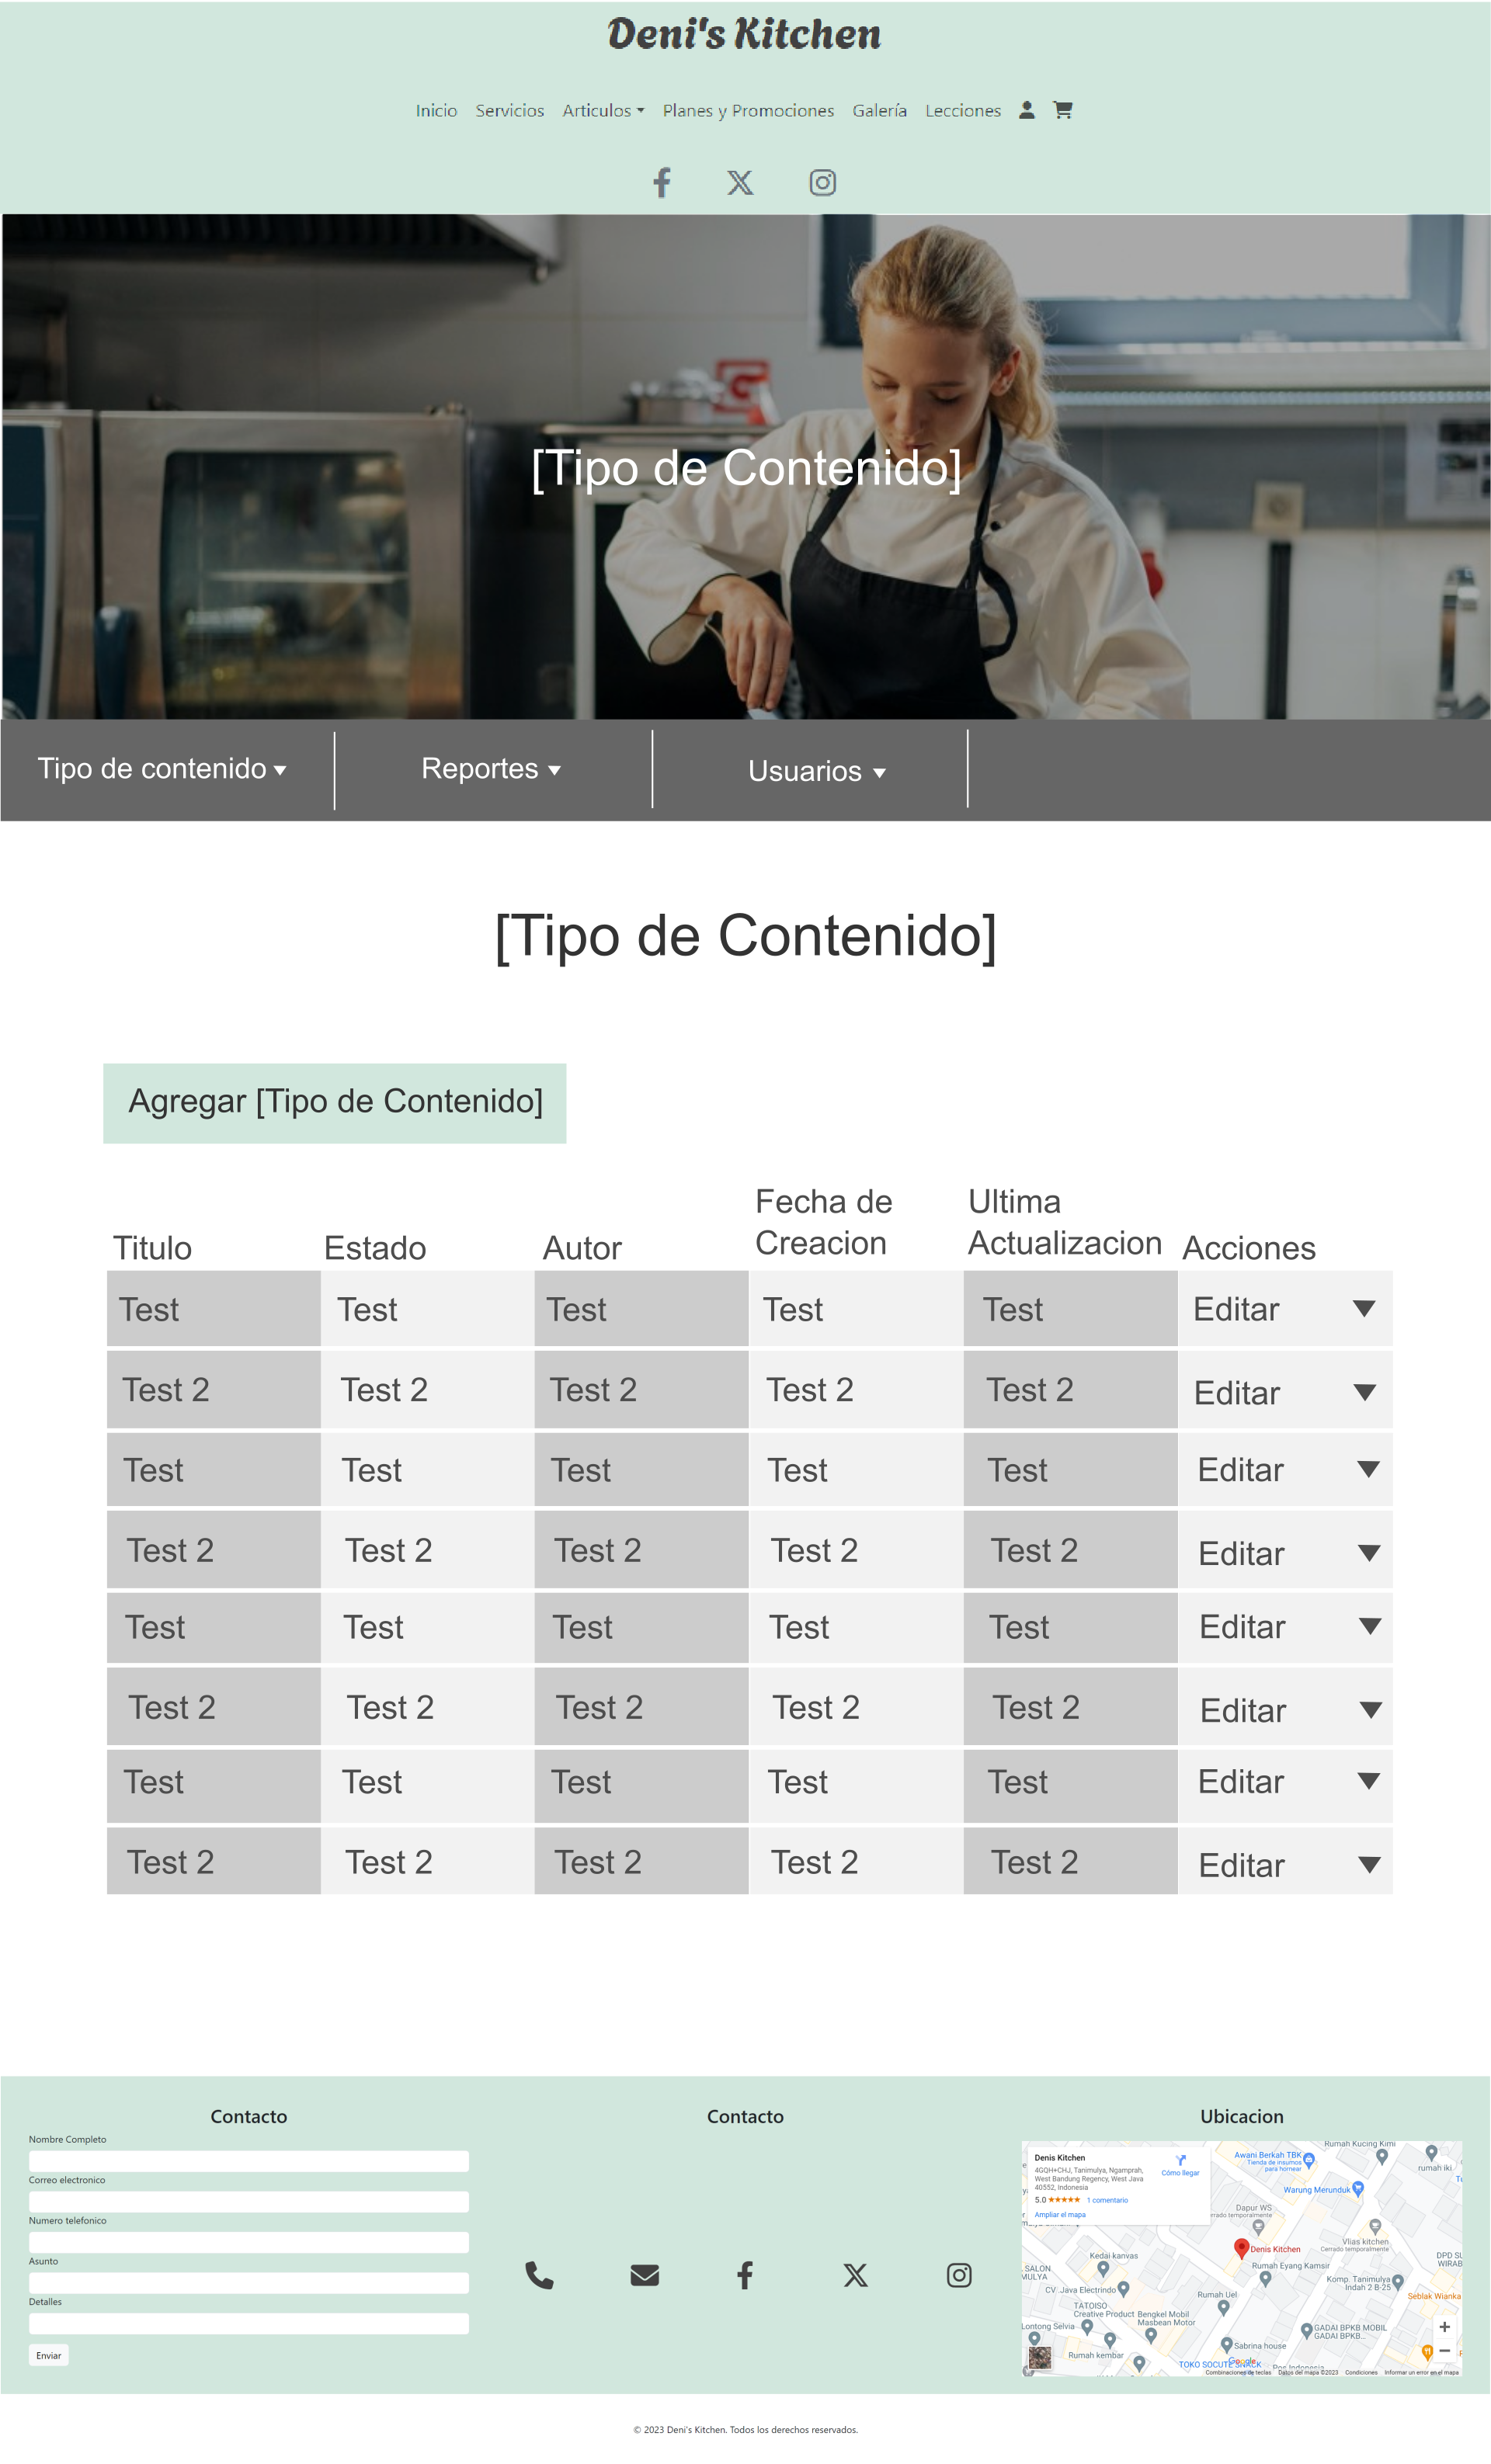 Deni's Kitchen
Inicio Servicios Articulos Planes y Promociones Galería Lecciones
[Tipo de Contenido]
Tipo de contenido Reportes Usuarios
[Tipo de Contenido]
Agregar [Tipo de Contenido]
Titulo Estado Autor Fecha de Creacion Ultima Actualizacion Acciones
Test Test Test Test Test Editar
Test 2 Test 2 Test 2 Test 2 Test 2 Editar
Test Test Test Test Test Editar
Test 2 Test 2 Test 2 Test 2 Test 2 Editar
Test Test Test Test Test Editar
Test 2 Test 2 Test 2 Test 2 Test 2 Editar
Test Test Test Test Test Editar
Test 2 Test 2 Test 2 Test 2 Test 2 Editar
Contacto
Nombre Completo
Correo electronico
Numero telefonico
Asunto
Detalles
Enviar
Contacto
Ubicacion
Denis Kitchen
4GQH+CHJ, Tanimulya, Ngamprah,
West Bandung Regency, West Java
40552, Indonesia
Cómo llegar
5.0 1 comentario
Ampliar el mapa
Rumah Kucing Kimi
Awani Berkah TBK
Tienda de insumos
para hornear
rumah iki
Warung Merunduk
Dapur WS
rrado temporalmente
Vlias kitchen
Cerrado temporalmente
Denis Kitchen
Kedai kanvas
Rumah Eyang Kamsir
DPD SU
WIRAB
SALON
MULYA
CV. Java Electrindo
Komp. Tanimulya
Indah 2 B-25
Rumah Uel
Seblak Wianka
TATOISO
Creative Product
Bengkel Mobil
Masbean Motor
Lontong Selvia
GADAI BPKB MOBIL
GADAI BPKB...
Sabrina house
Rumah kembar
TOKO SOCUTE SNACK
Google
Pos Indonesia
Combinaciones de teclas Datos del mapa ©2023 Condiciones Informar un error en el mapa
© 2023 Deni's Kitchen. Todos los derechos reservados.